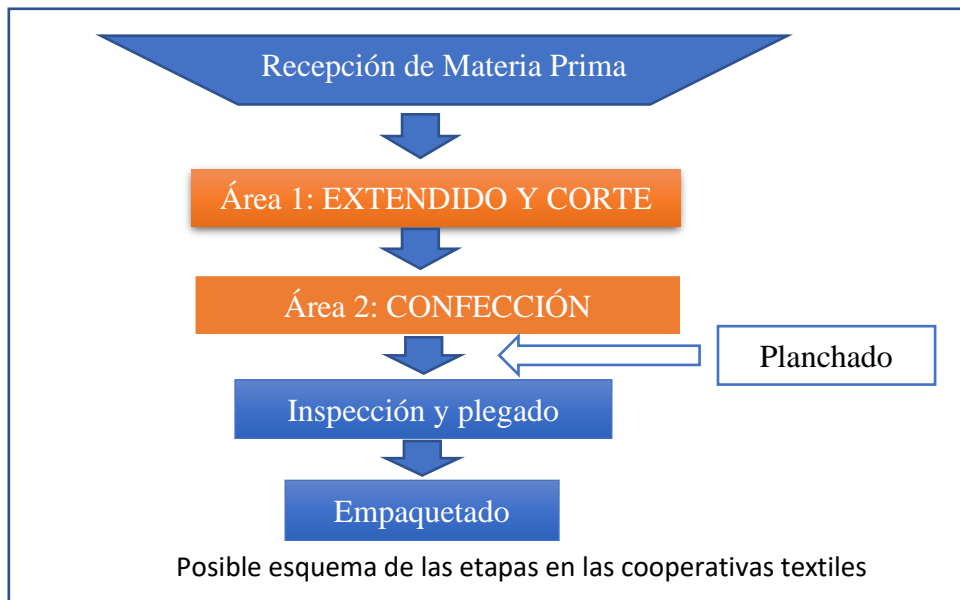 Recepción de Materia Prima
Área 1: EXTENDIDO Y CORTE
Área 2: CONFECCIÓN
Planchado
Inspección y plegado
Empaquetado
Posible esquema de las etapas en las cooperativas textiles